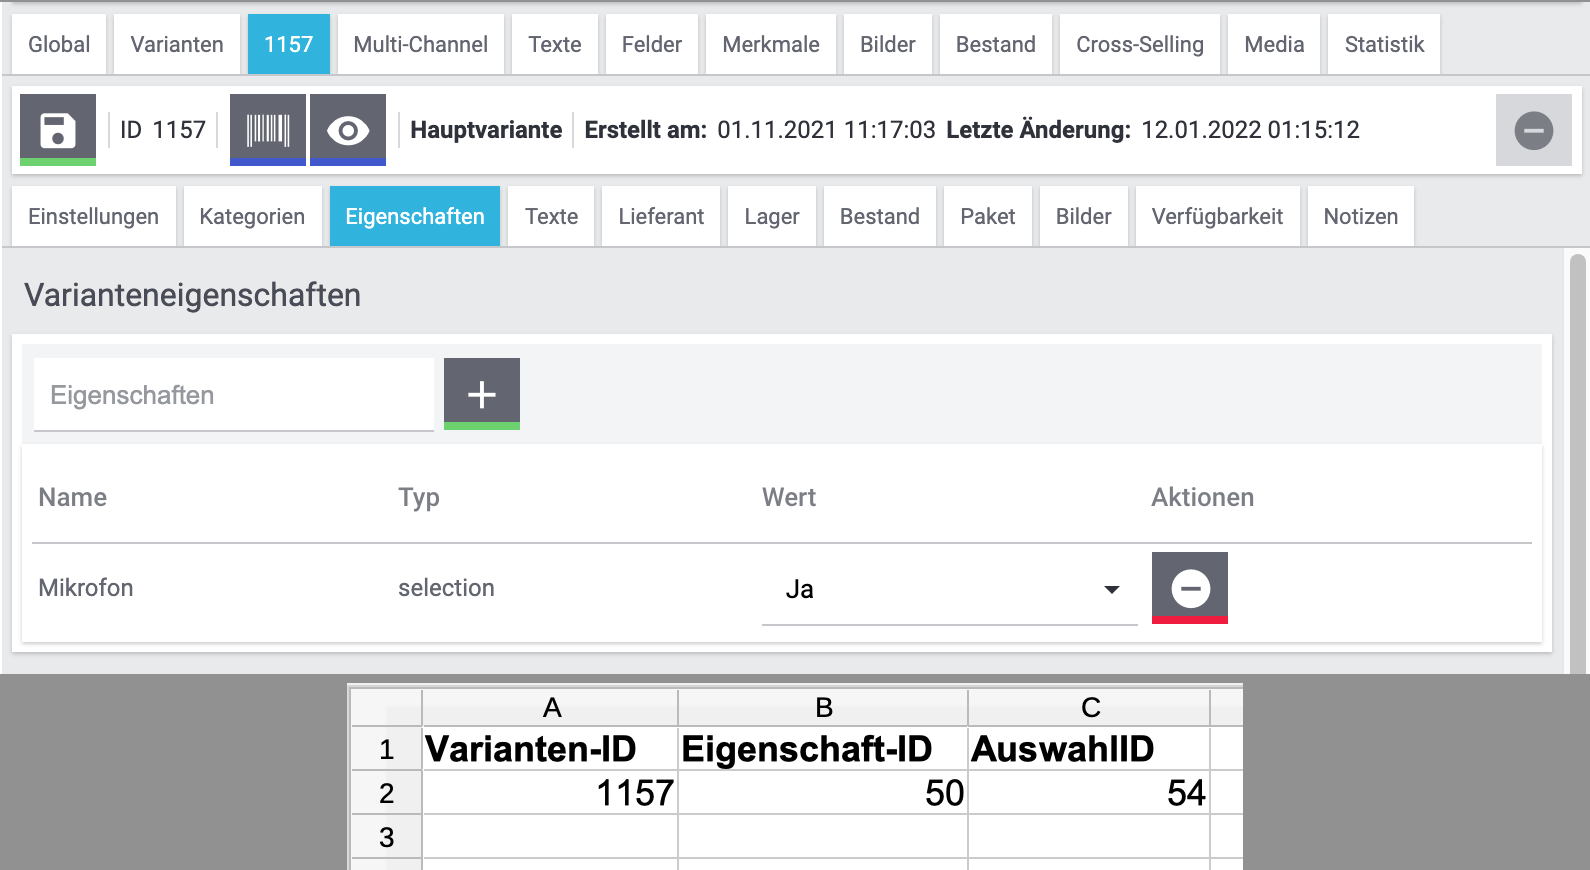 Global Varianten 1157 Multi-Channel Texte Felder Merkmale Bilder Bestand Cross-Selling Media Statistik
ID 1157 Hauptvariante Erstellt am: 01.11.2021 11:17:03 Letzte Änderung: 12.01.2022 01:15:12
Einstellungen Kategorien Eigenschaften Texte Lieferant Lager Bestand Paket Bilder Verfügbarkeit Notizen
Varianteneigenschaften
Eigenschaften
Name Typ Wert Aktionen
Mikrofon selection Ja
A B C
1 Varianten-ID Eigenschaft-ID AuswahlID
2 1157 50 54
3